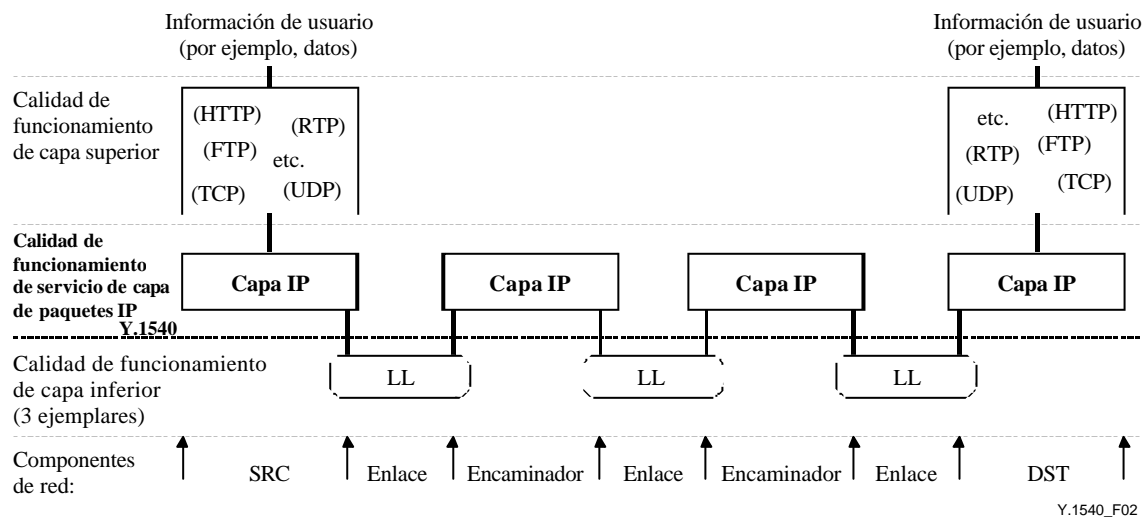 Información de usuario
(por ejemplo, datos)
Información de usuario
(por ejemplo, datos)
Calidad de
funcionamiento
de capa superior
(HTTP)
(RTP)
(FTP)
etc.
(TCP)
(UDP)
etc.
(HTTP)
(RTP)
(FTP)
(UDP)
(TCP)
Calidad de
funcionamiento
de servicio de capa
de paquetes IP
Y.1540
Capa IP
Capa IP
Capa IP
Capa IP
Calidad de funcionamiento
de capa inferior
(3 ejemplares)
LL
LL
LL
Componentes
de red:
SRC
Enlace
Encaminador
Enlace
Encaminador
Enlace
DST
Y.1540_F02